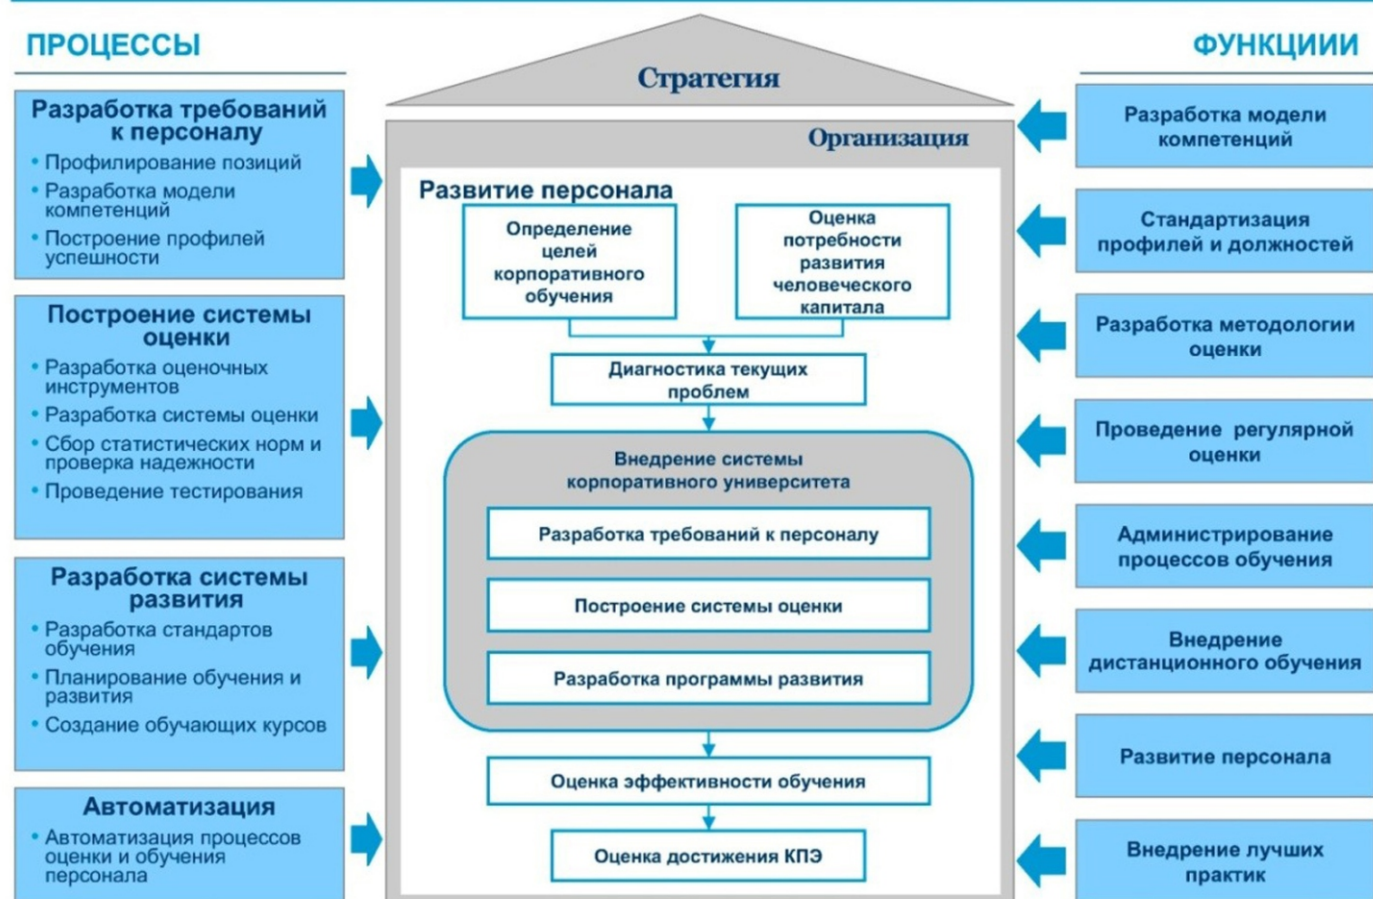 ПРОЦЕССЫ
Разработка требований
к персоналу
• Профилирование позиций
• Разработка модели
компетенций
• Построение профилей
успешности
Построение системы
оценки
• Разработка оценочных
инструментов
• Разработка системы оценки
• Сбор статистических норм и
проверка надежности
• Проведение тестирования
Разработка системы
развития
• Разработка стандартов
обучения
• Планирование обучения и
развития
• Создание обучающих курсов
Автоматизация
• Автоматизация процессов
оценки и обучения
персонала
Стратегия
Организация
Развитие персонала
Определение
целей
корпоративного
обучения
Оценка
потребности
развития
человеческого
капитала
Диагностика текущих
проблем
Внедрение системы
корпоративного университета
Разработка требований к персоналу
Построение системы оценки
Разработка программы развития
Оценка эффективности обучения
Оценка достижения КПЭ
ФУНКЦИИИ
Разработка модели
компетенций
Стандартизация
профилей и должностей
Разработка методологии
оценки
Проведение регулярной
оценки
Администрирование
процессов обучения
Внедрение
дистанционного обучения
Развитие персонала
Внедрение лучших
практик